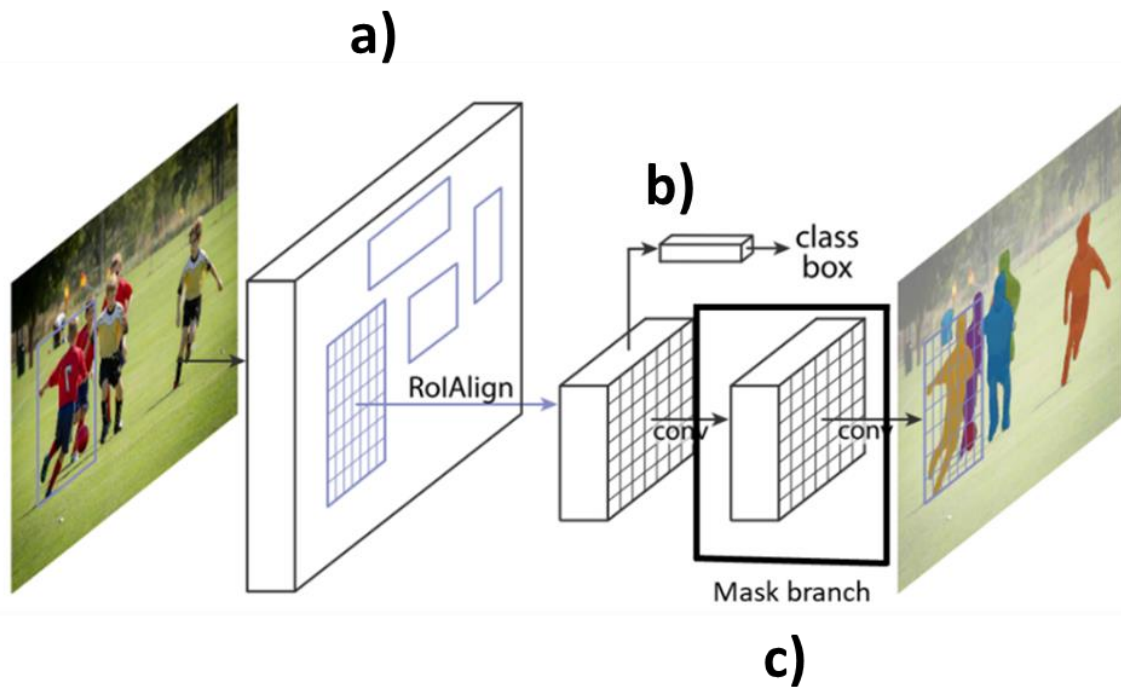 a)
b)
class
box
RoIAlign
conv
conv
Mask branch
c)